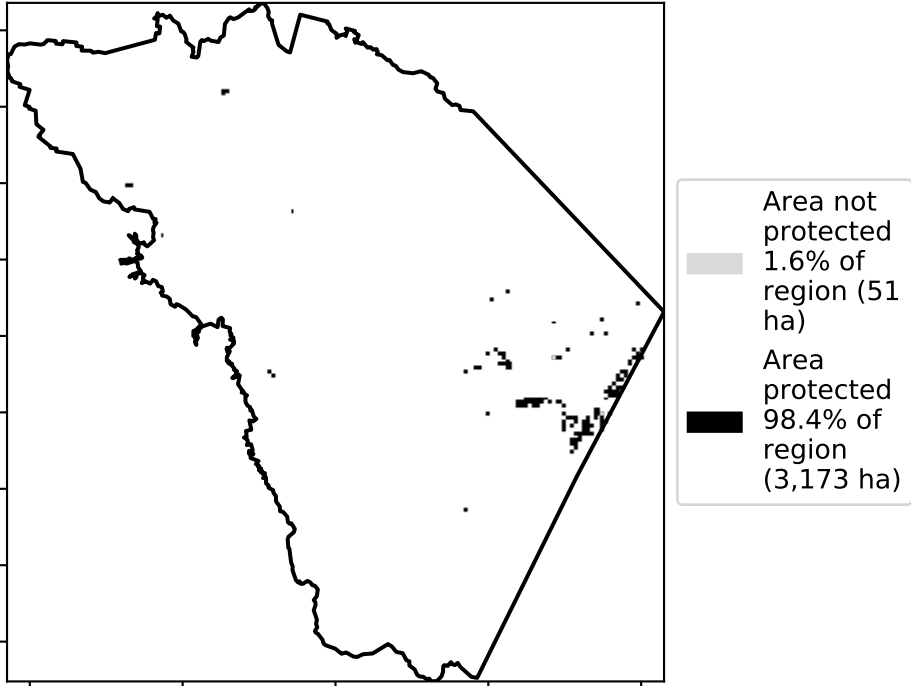 Area not
protected
1.6% of
region (51
ha)
Area
protected
98.4% of
region
(3,173 ha)